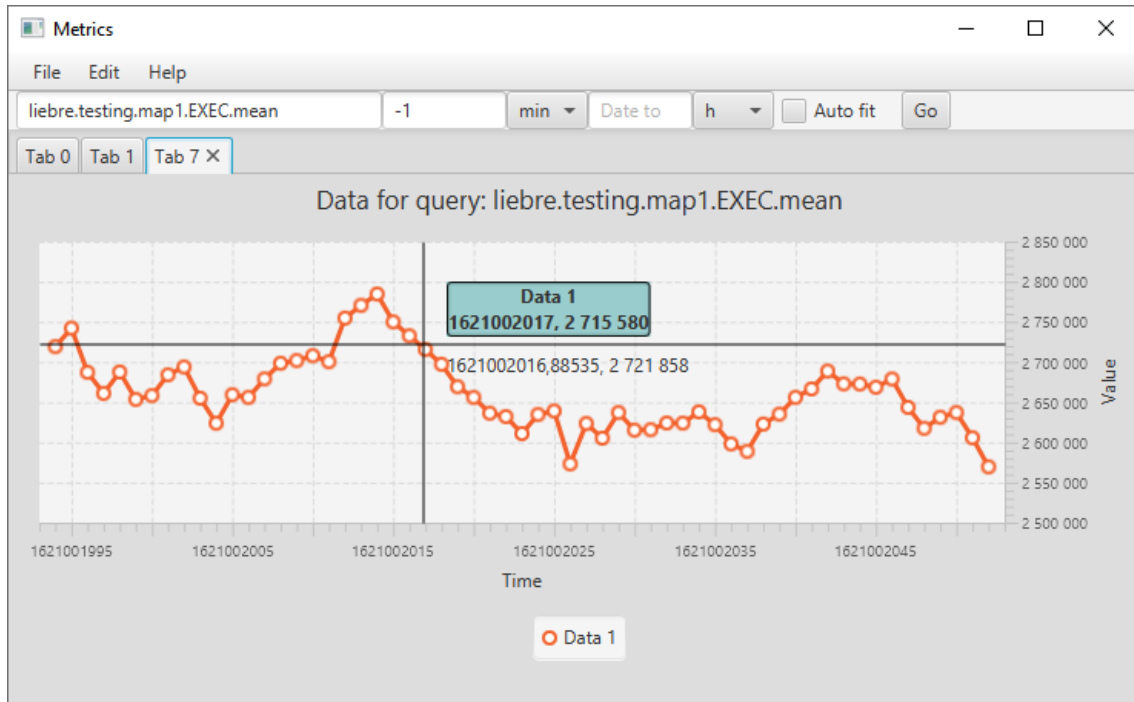 Metrics
File Edit Help
liebre.testing.map1.EXEC.mean -1 min Date to h Auto fit Go
Tab 0 Tab 1 Tab 7
Data for query: liebre.testing.map1.EXEC.mean
2 850 000
2 800 000
Data 1
1621002017, 2 715 580
2 750 000
1621002016,88535, 2 721 858
2 700 000
Value
2 650 000
2 600 000
2 550 000
2 500 000
1621001995 1621002005 1621002015 1621002025 1621002035 1621002045
Time
Data 1